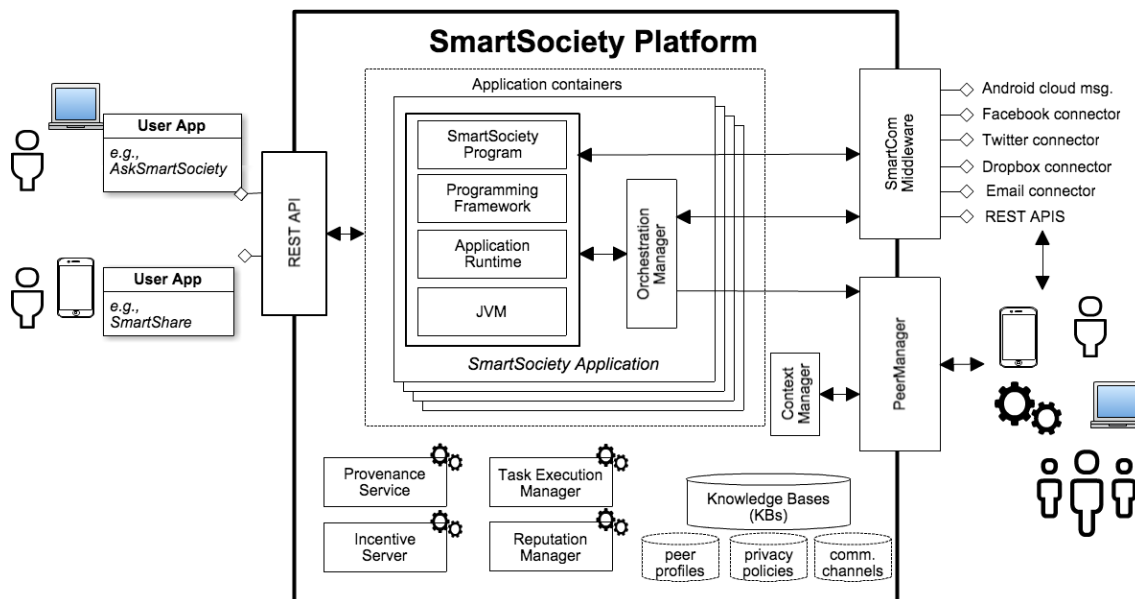 SmartSociety Platform
Application containers
User App
e.g.,
AskSmartSociety
User App
e.g.,
SmartShare
REST API
SmartSociety
Program
Programming
Framework
Application
Runtime
JVM
SmartSociety Application
Orchestration
Manager
SmartCom
Middleware
Android cloud msg.
Facebook connector
Twitter connector
Dropbox connector
Email connector
REST APIS
PeerManager
Context
Manager
Provenance
Service
Task Execution
Manager
Incentive
Server
Reputation
Manager
Knowledge Bases
(KBs)
peer
profiles
privacy
policies
comm.
channels